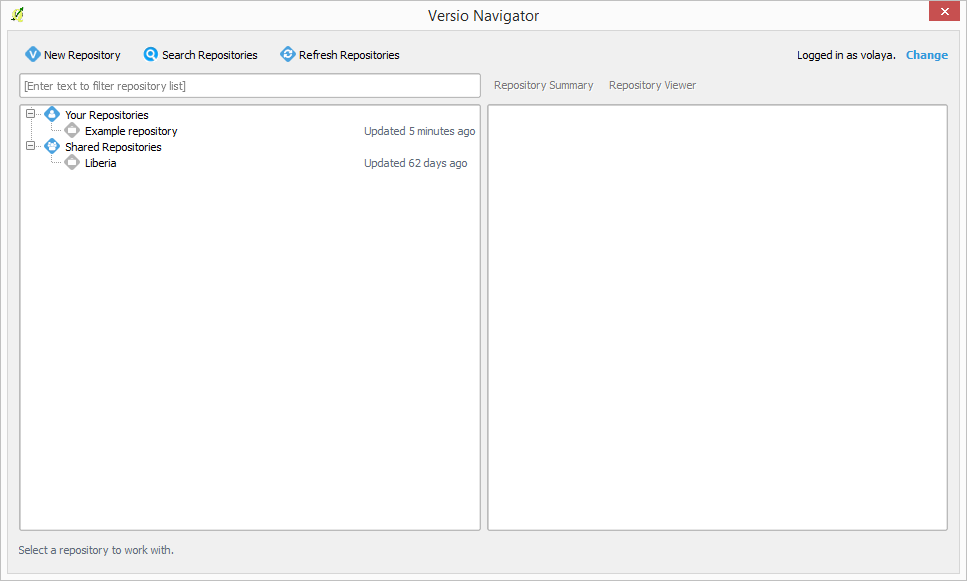 Versio Navigator
New Repository Search Repositories Refresh Repositories Logged in as volaya. Change
[Enter text to filter repository list] Repository Summary Repository Viewer
Your Repositories
Example repository Updated 5 minutes ago
Shared Repositories
Liberia Updated 62 days ago
Select a repository to work with.